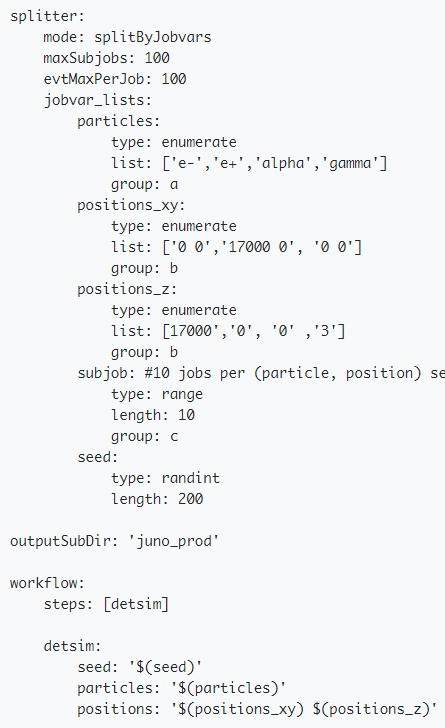 splitter:
    mode: splitByJobvars
    maxSubjobs: 100
    evtMaxPerJob: 100
    jobvar_lists:
        particles:
            type: enumerate
            list: ['e-','e+','alpha','gamma']
            group: a
        positions_xy:
            type: enumerate
            list: ['0 0','17000 0', '0 0']
            group: b
        positions_z:
            type: enumerate
            list: [17000','0', '0' ,'3']
            group: b
        subjob: #10 jobs per (particle, position) se
            type: range
            length: 10
            group: c
        seed:
            type: randint
            length: 200

outputSubDir: 'juno_prod'

workflow:
    steps: [detsim]

    detsim:
        seed: '$(seed)'
        particles: '$(particles)'
        positions: '$(positions_xy) $(positions_z)'